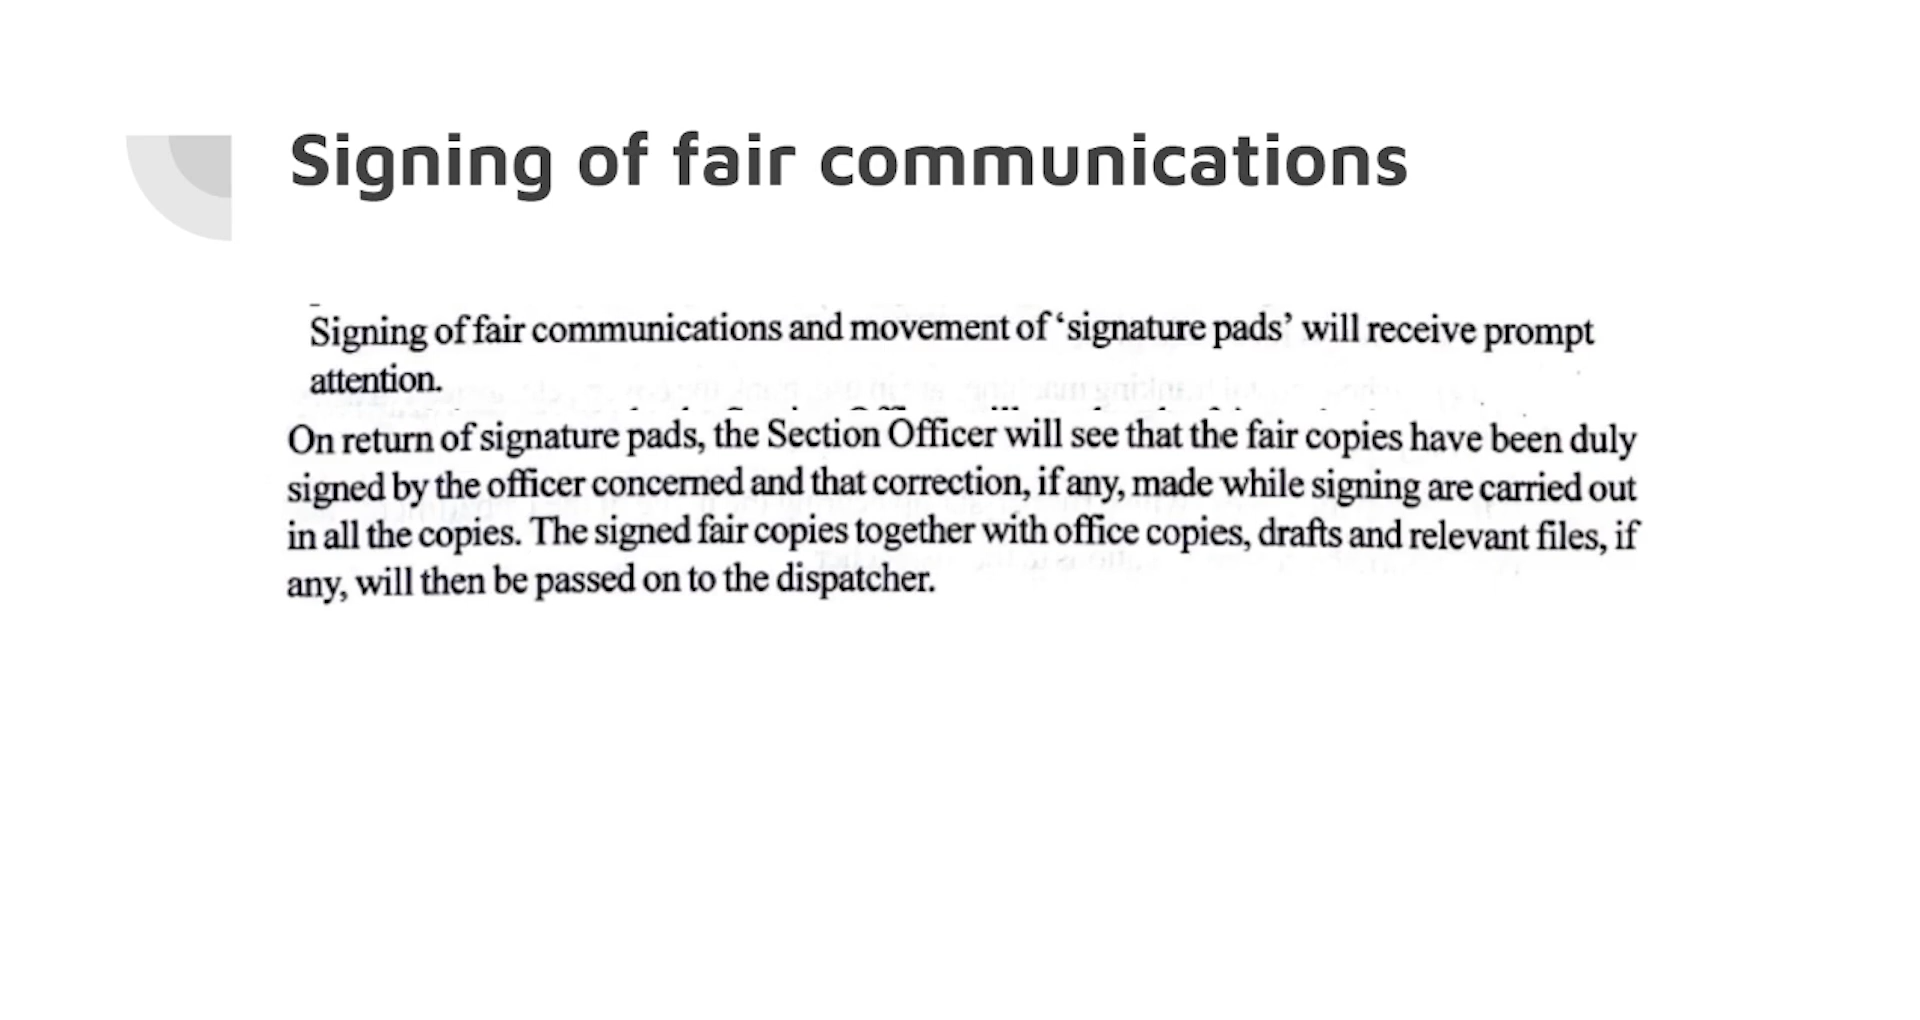 Signing of fair communications
Signing of fair communications and movement of ‘signature pads’ will receive prompt
attention.
On return of signature pads, the Section Officer will see that the fair copies have been duly
signed by the officer concerned and that correction, if any, made while signing are carried out
in all the copies. The signed fair copies together with office copies, drafts and relevant files, if
any, will then be passed on to the dispatcher.